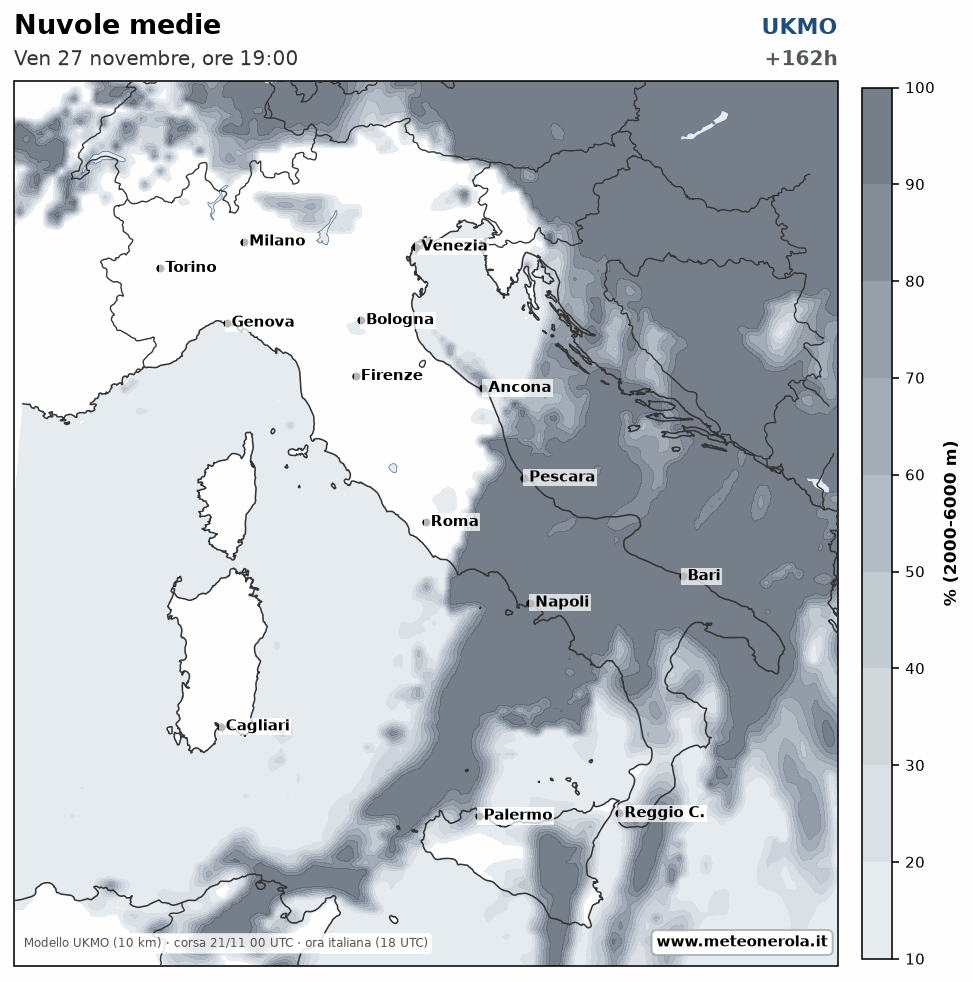 Nuvole medie
UKMO
Ven 27 novembre, ore 19:00
+162h
100
90
80
70
60
50
40
30
20
10
% (2000-6000 m)
Milano
Venezia
Torino
Genova
Bologna
Firenze
Ancona
Pescara
Roma
Bari
Napoli
Cagliari
Palermo
Reggio C.
Modello UKMO (10 km) · corsa 21/11 00 UTC · ora italiana (18 UTC)
www.meteonerola.it